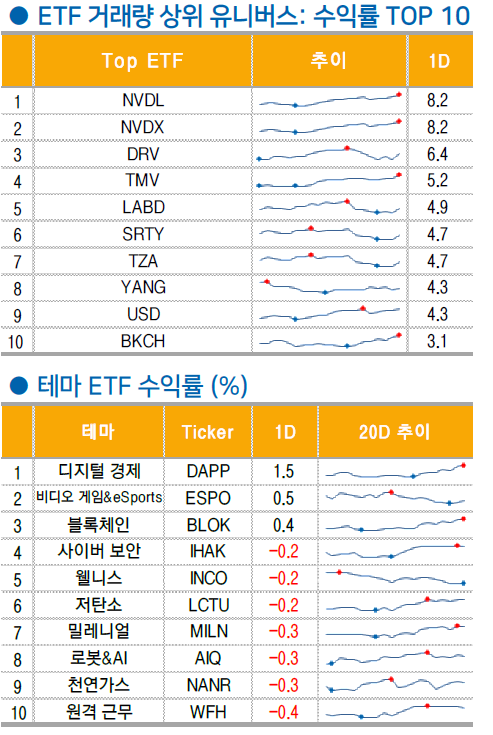 ● ETF 거래량 상위 유니버스: 수익률 TOP 10
Top ETF 추이 1D
1 NVDL 8.2
2 NVDX 8.2
3 DRV 6.4
4 TMV 5.2
5 LABD 4.9
6 SRTY 4.7
7 TZA 4.7
8 YANG 4.3
9 USD 4.3
10 BKCH 3.1
● 테마 ETF 수익률 (%)
테마 Ticker 1D 20D 추이
1 디지털 경제 DAPP 1.5
2 비디오 게임&eSports ESPO 0.5
3 블록체인 BLOK 0.4
4 사이버 보안 IHAK -0.2
5 웰니스 INCO -0.2
6 저탄소 LCTU -0.2
7 밀레니얼 MILN -0.3
8 로봇&AI AIQ -0.3
9 천연가스 NANR -0.3
10 원격 근무 WFH -0.4